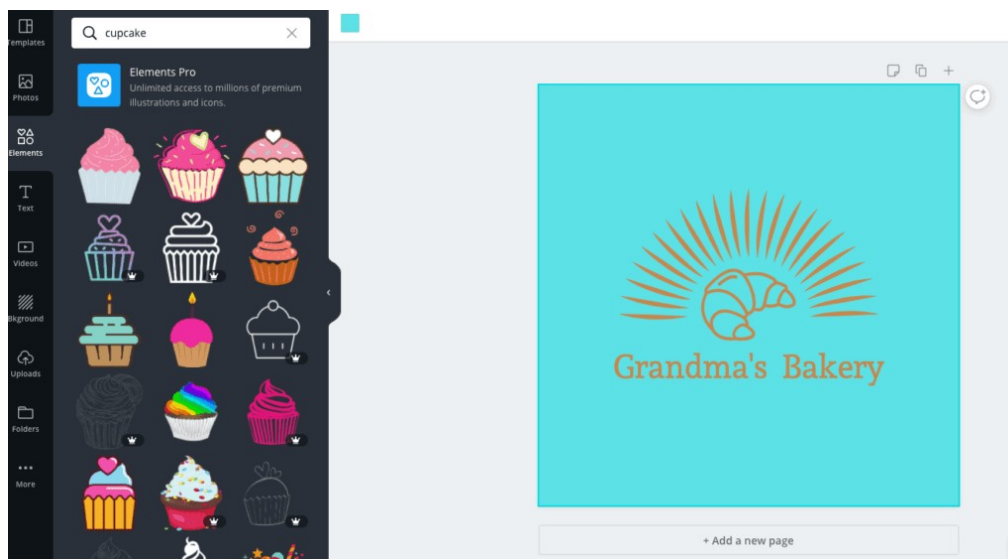 Templates
cupcake
Elements Pro
Unlimited access to millions of premium
illustrations and icons.
Photos
Elements
Text
Videos
Bkground
Uploads
Folders
More
Grandma's Bakery
+ Add a new page